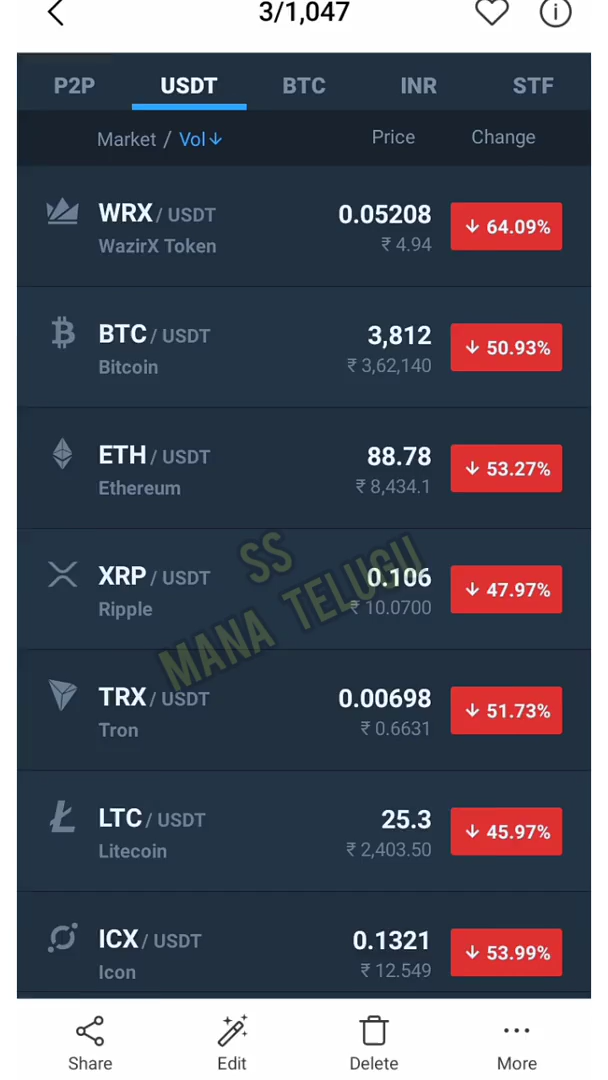 3/1,047
P2P USDT BTC INR STF
Market / Vol↓ Price Change
WRX / USDT 0.05208 ↓ 64.09%
WazirX Token ₹ 4.94
BTC / USDT 3,812 ↓ 50.93%
Bitcoin ₹ 3,62,140
ETH / USDT 88.78 ↓ 53.27%
Ethereum ₹ 8,434.1
SS
XRP / USDT 0.106 ↓ 47.97%
Ripple ₹ 10.0700
MANA TELUGU
TRX / USDT 0.00698 ↓ 51.73%
Tron ₹ 0.6631
LTC / USDT 25.3 ↓ 45.97%
Litecoin ₹ 2,403.50
ICX / USDT 0.1321 ↓ 53.99%
Icon ₹ 12.549
Share Edit Delete More